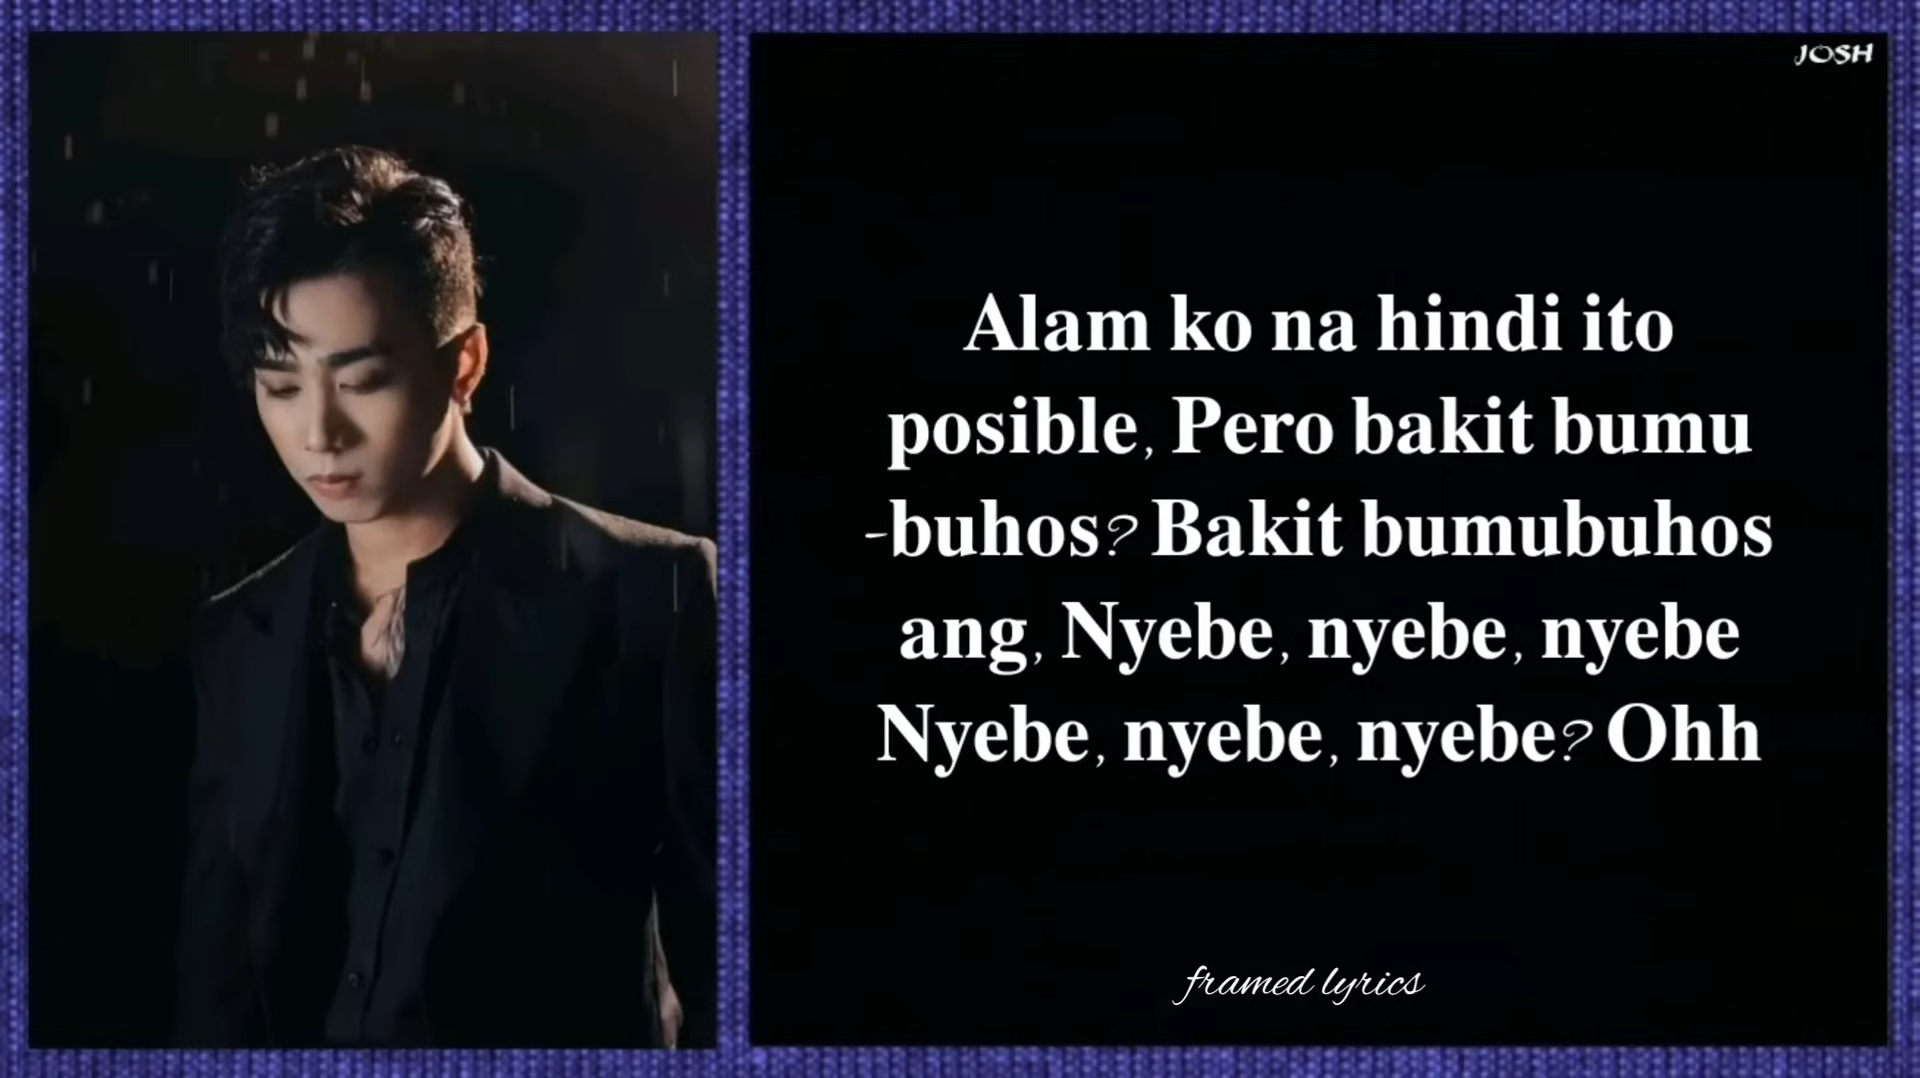 JOSH
Alam ko na hindi ito
posible, Pero bakit bumu
-buhos? Bakit bumubuhos
ang, Nyebe, nyebe, nyebe
Nyebe, nyebe, nyebe? Ohh
framed lyrics